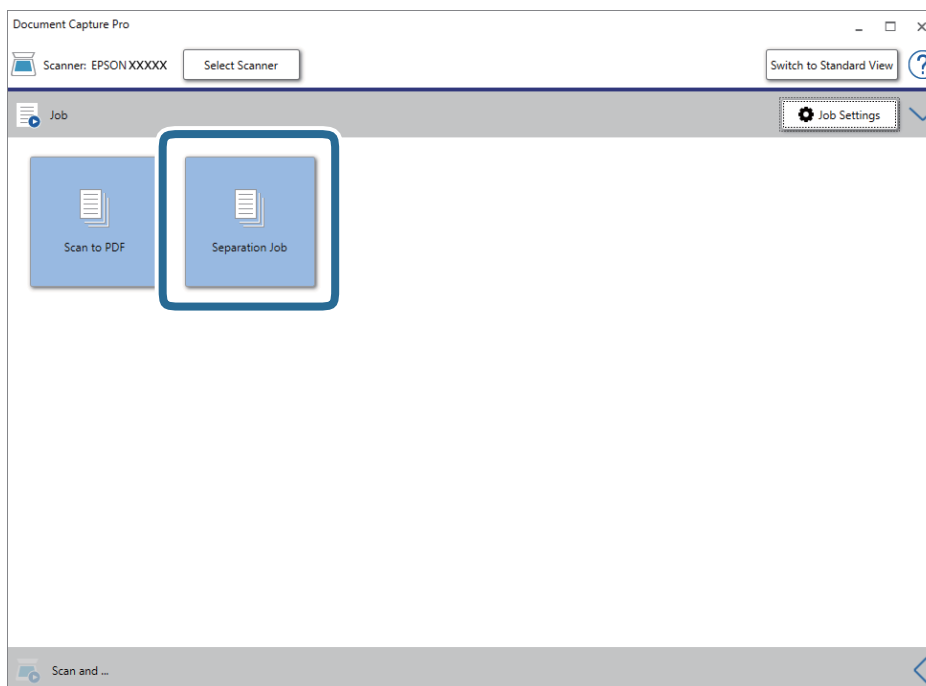 Document Capture Pro
Scanner: EPSON XXXXX
Select Scanner
Switch to Standard View
?
Job
Job Settings
Scan to PDF
Separation Job
Scan and ...